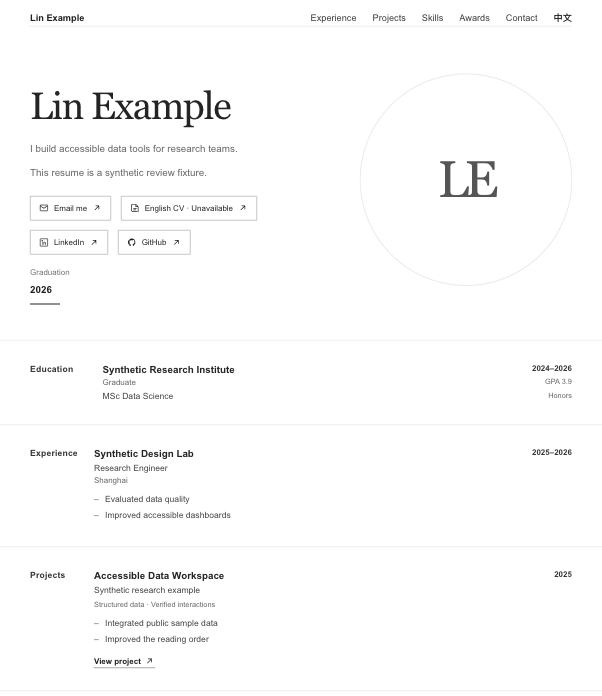 Lin Example
Experience Projects Skills Awards Contact 中文
Lin Example
I build accessible data tools for research teams.
This resume is a synthetic review fixture.
LE
Email me
English CV · Unavailable
LinkedIn
GitHub
Graduation
2026
Education
Synthetic Research Institute
Graduate
MSc Data Science
2024–2026
GPA 3.9
Honors
Experience
Synthetic Design Lab
Research Engineer
Shanghai
– Evaluated data quality
– Improved accessible dashboards
2025–2026
Projects
Accessible Data Workspace
Synthetic research example
Structured data · Verified interactions
– Integrated public sample data
– Improved the reading order
View project
2025